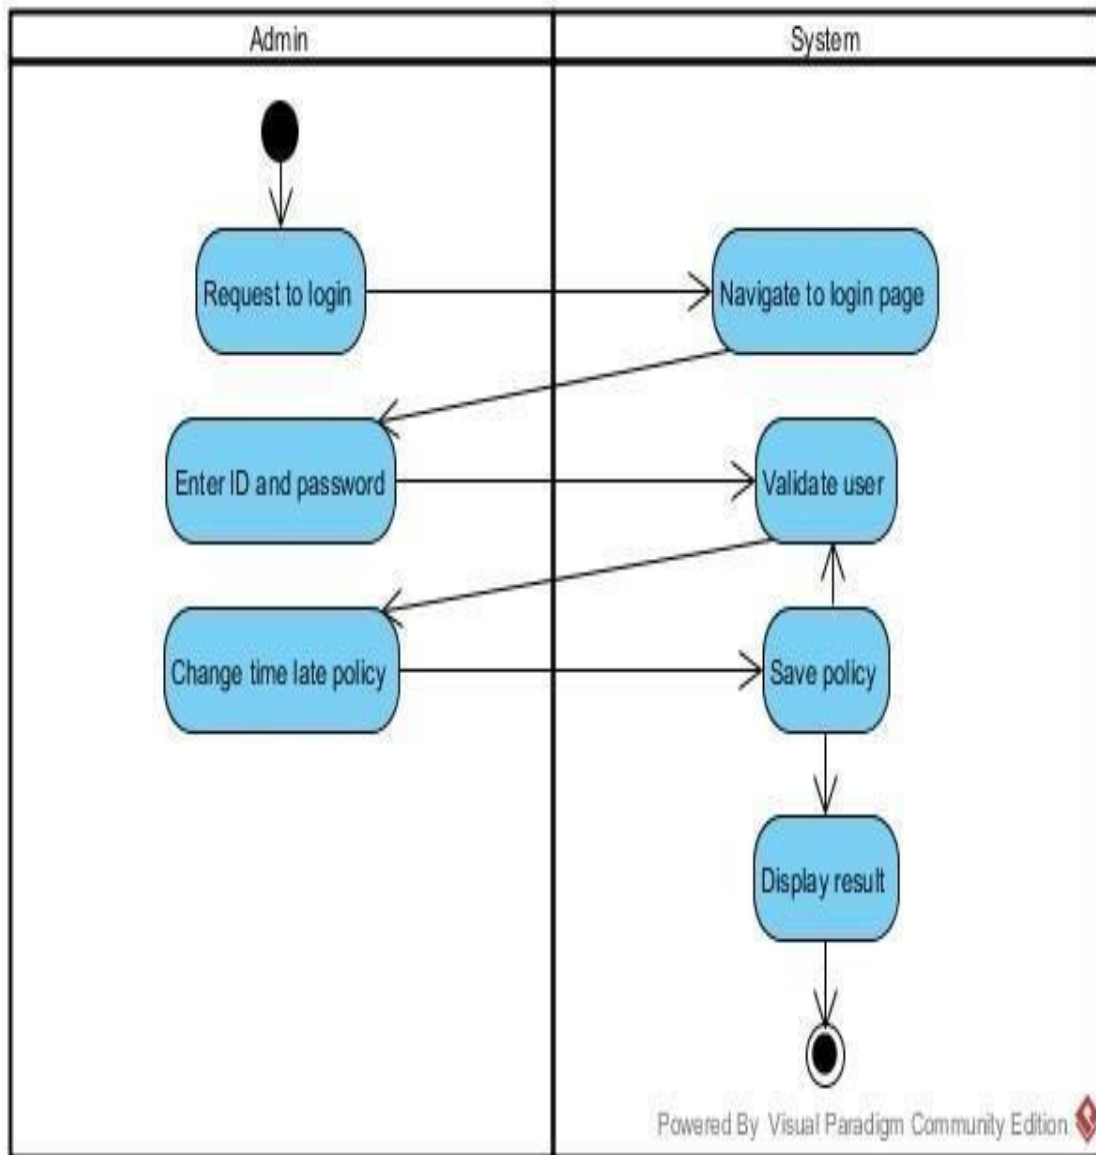 Admin
System
Request to login
Navigate to login page
Enter ID and password
Validate user
Change time late policy
Save policy
Display result
Powered By Visual Paradigm Community Edition